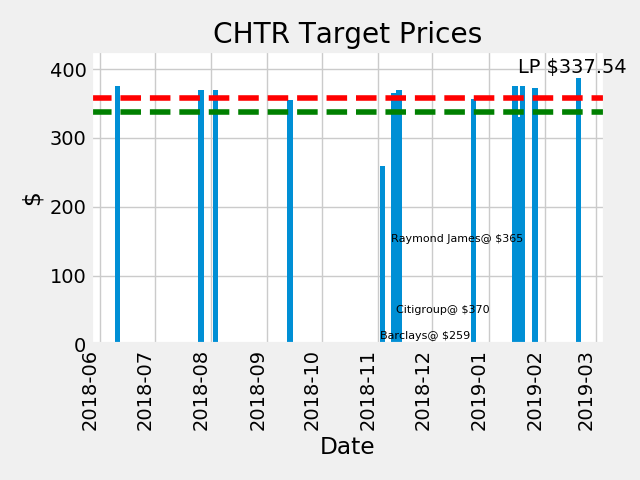 CHTR Target Prices
LP $337.54
400
300
200
100
0
$
Raymond James@ $365
Citigroup@ $370
Barclays@ $259
2018-06
2018-07
2018-08
2018-09
2018-10
2018-11
2018-12
2019-01
2019-02
2019-03
Date